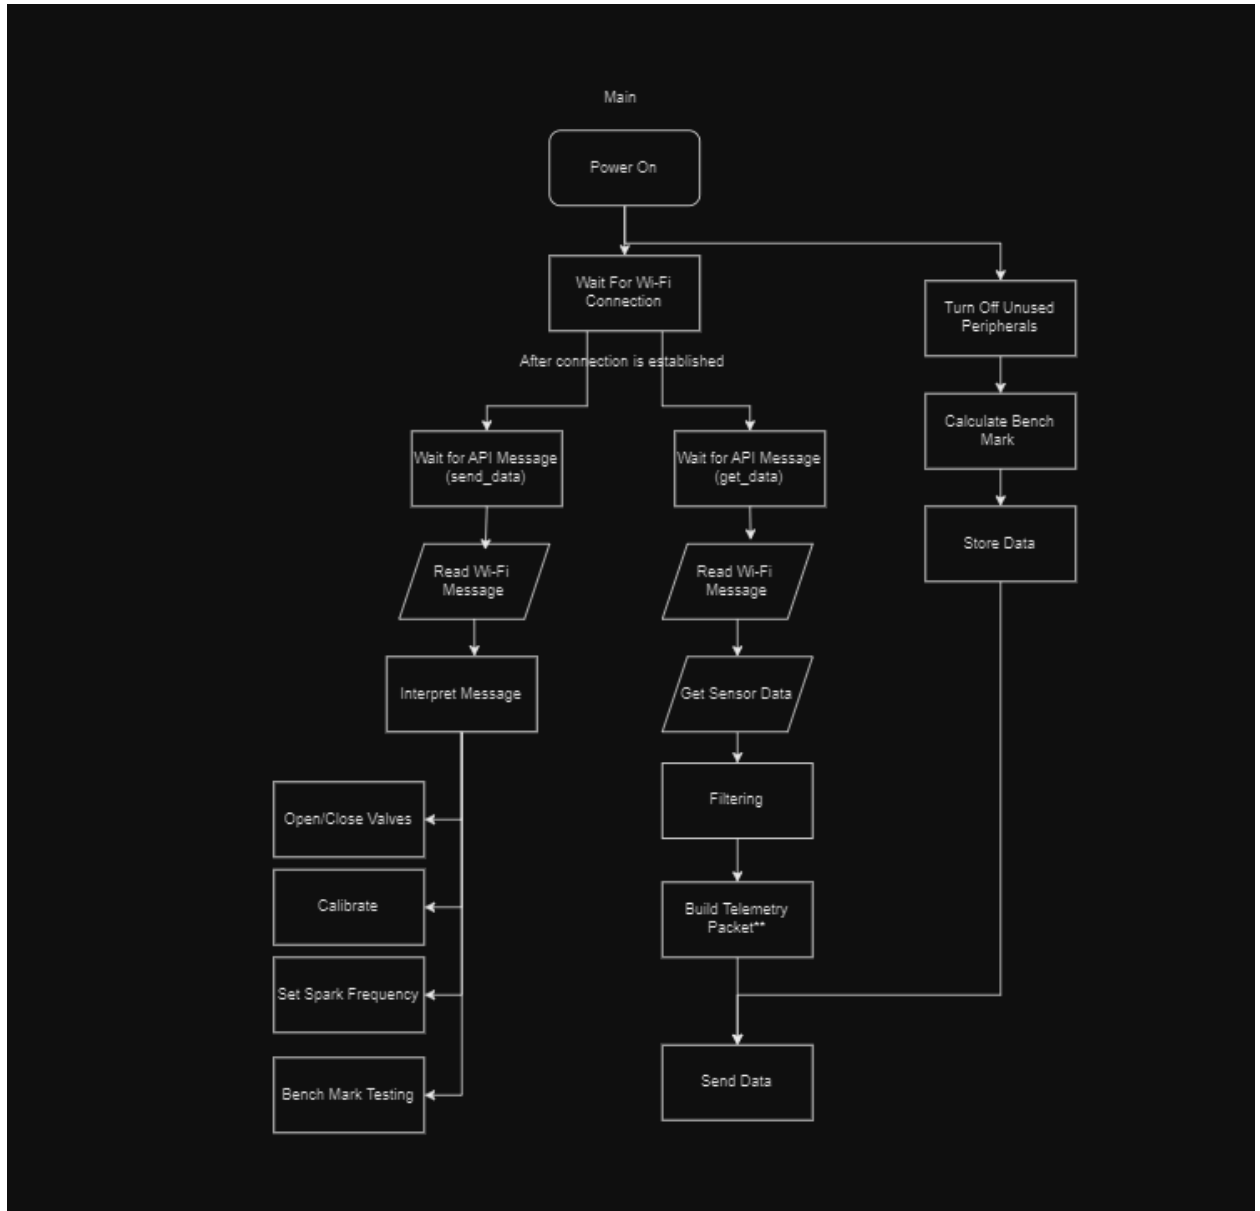 Main
Power On
Wait For Wi-Fi
Connection
After connection is established
Turn Off Unused
Peripherals
Calculate Bench
Mark
Store Data
Wait for API Message
(send_data)
Read Wi-Fi
Message
Interpret Message
Open/Close Valves
Calibrate
Set Spark Frequency
Bench Mark Testing
Wait for API Message
(get_data)
Read Wi-Fi
Message
Get Sensor Data
Filtering
Build Telemetry
Packet**
Send Data